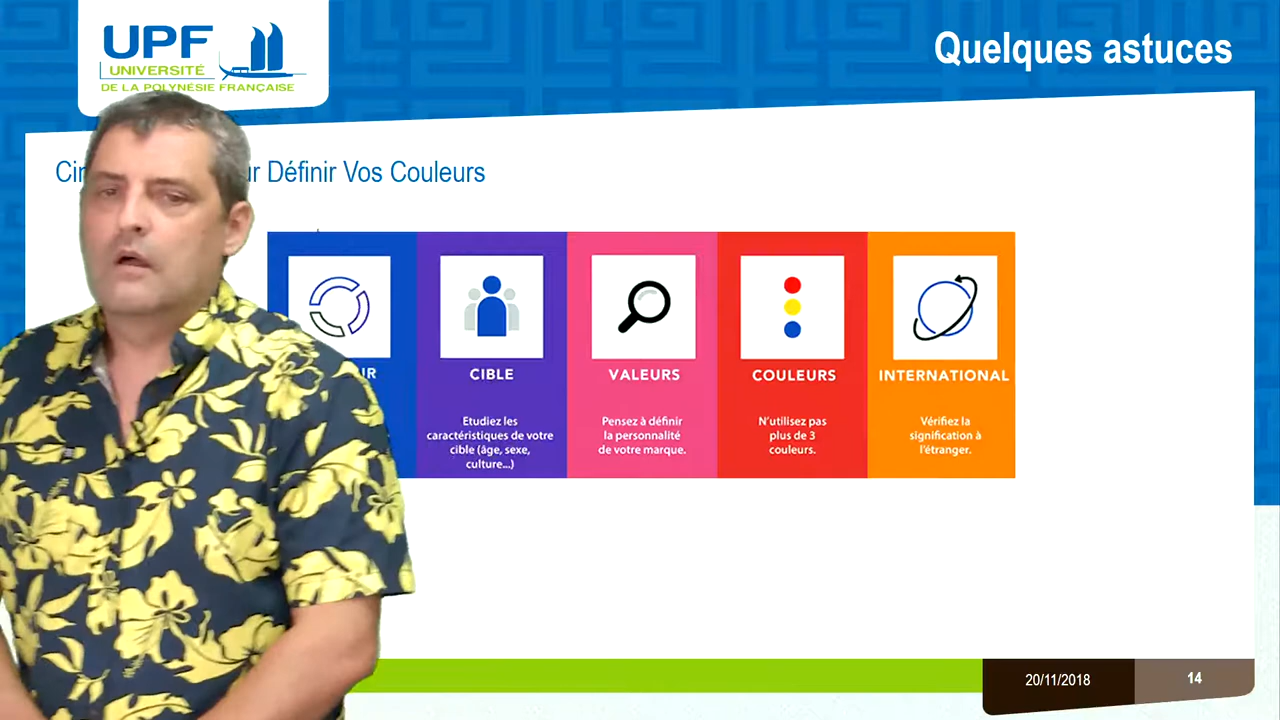 UPF
UNIVERSITÉ
DE LA POLYNÉSIE FRANÇAISE
Quelques astuces
Définir Vos Couleurs
CIBLE
Etudiez les
caractéristiques de votre
cible (âge, sexe,
culture...)
VALEURS
Pensez à définir
la personnalité
de votre marque.
COULEURS
N'utilisez pas
plus de 3
couleurs.
INTERNATIONAL
Vérifiez la
signification à
l'étranger.
20/11/2018
14